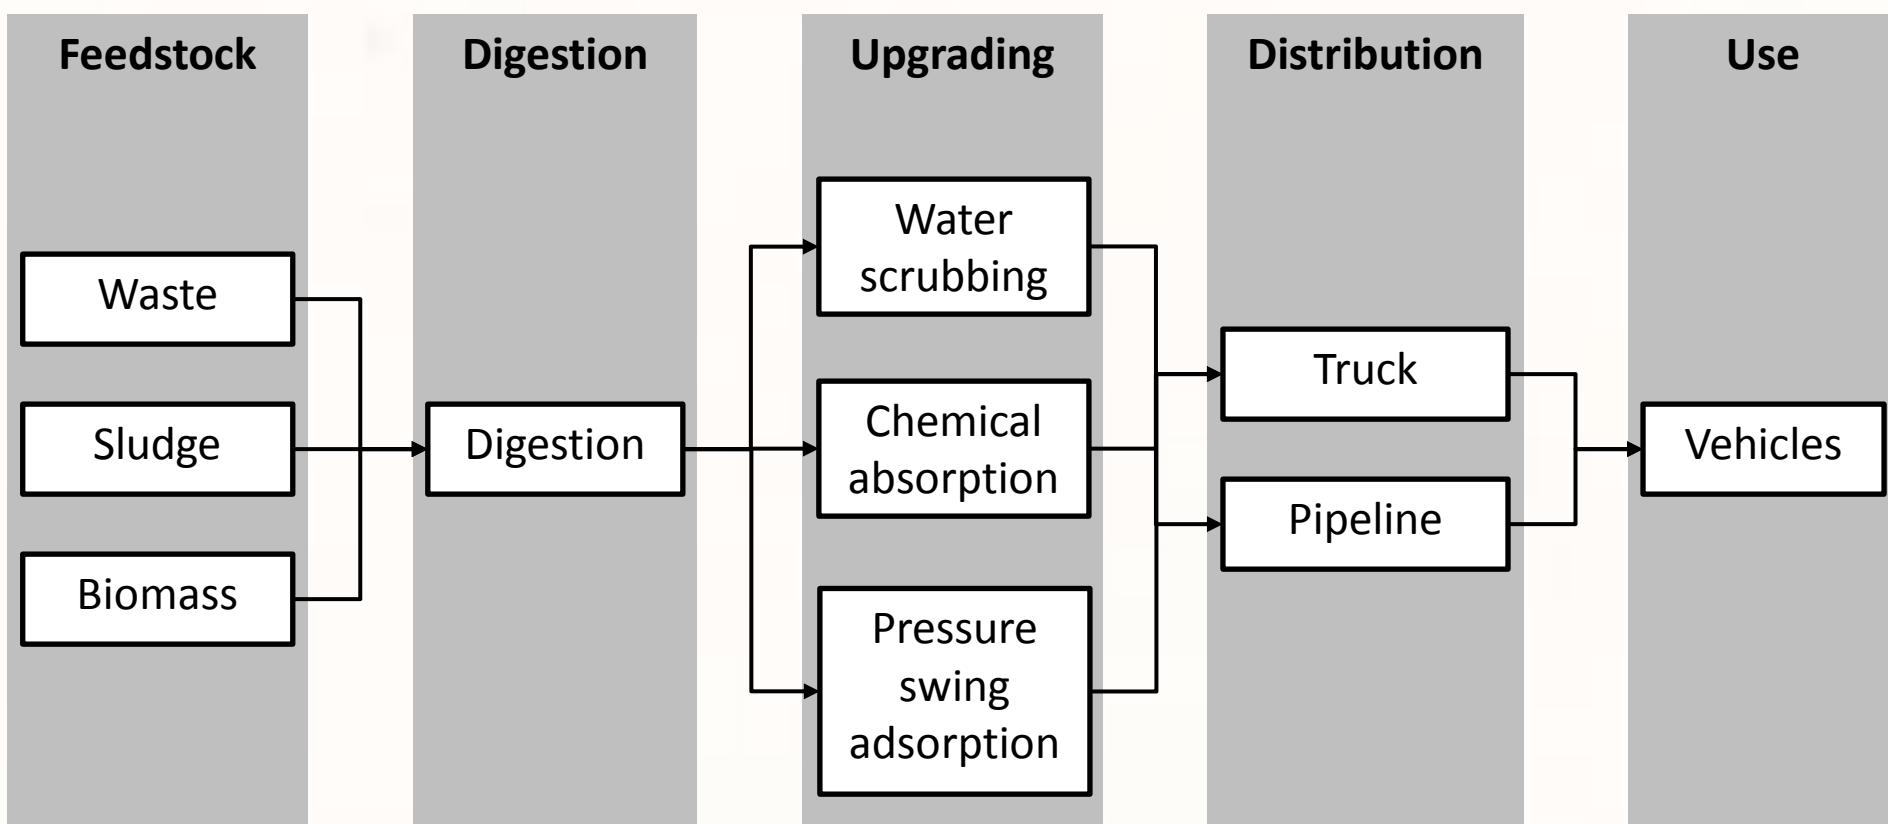 Feedstock
Digestion
Upgrading
Distribution
Use
Waste
Sludge
Biomass
Digestion
Water
scrubbing
Chemical
absorption
Pressure
swing
adsorption
Truck
Pipeline
Vehicles